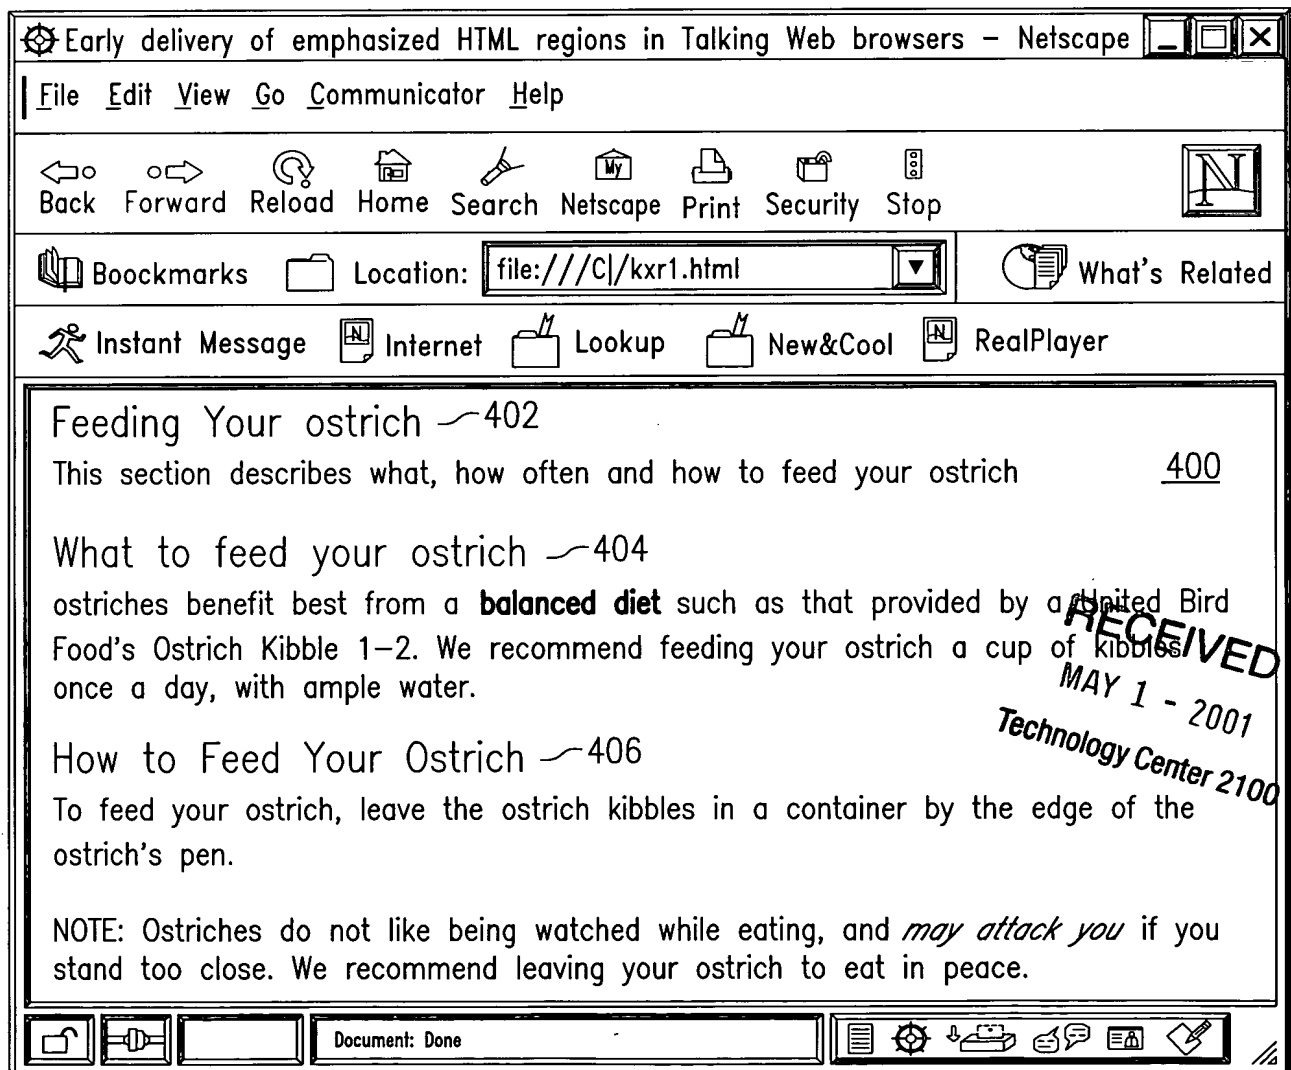 Early delivery of emphasized HTML regions in Talking Web browsers – Netscape
File Edit View Go Communicator Help
My N
Back Forward Reload Home Search Netscape Print Security Stop
Boockmarks Location: file:///C|/kxr1.html What's Related
Instant Message N Internet Lookup New&Cool N RealPlayer
Feeding Your ostrich 402
This section describes what, how often and how to feed your ostrich 400
What to feed your ostrich 404
ostriches benefit best from a balanced diet such as that provided by a United Bird
Food's Ostrich Kibble 1–2. We recommend feeding your ostrich a cup of kibbles
once a day, with ample water.
RECEIVED
MAY 1 - 2001
Technology Center 2100
How to Feed Your Ostrich 406
To feed your ostrich, leave the ostrich kibbles in a container by the edge of the
ostrich's pen.
NOTE: Ostriches do not like being watched while eating, and may attack you if you
stand too close. We recommend leaving your ostrich to eat in peace.
Document: Done